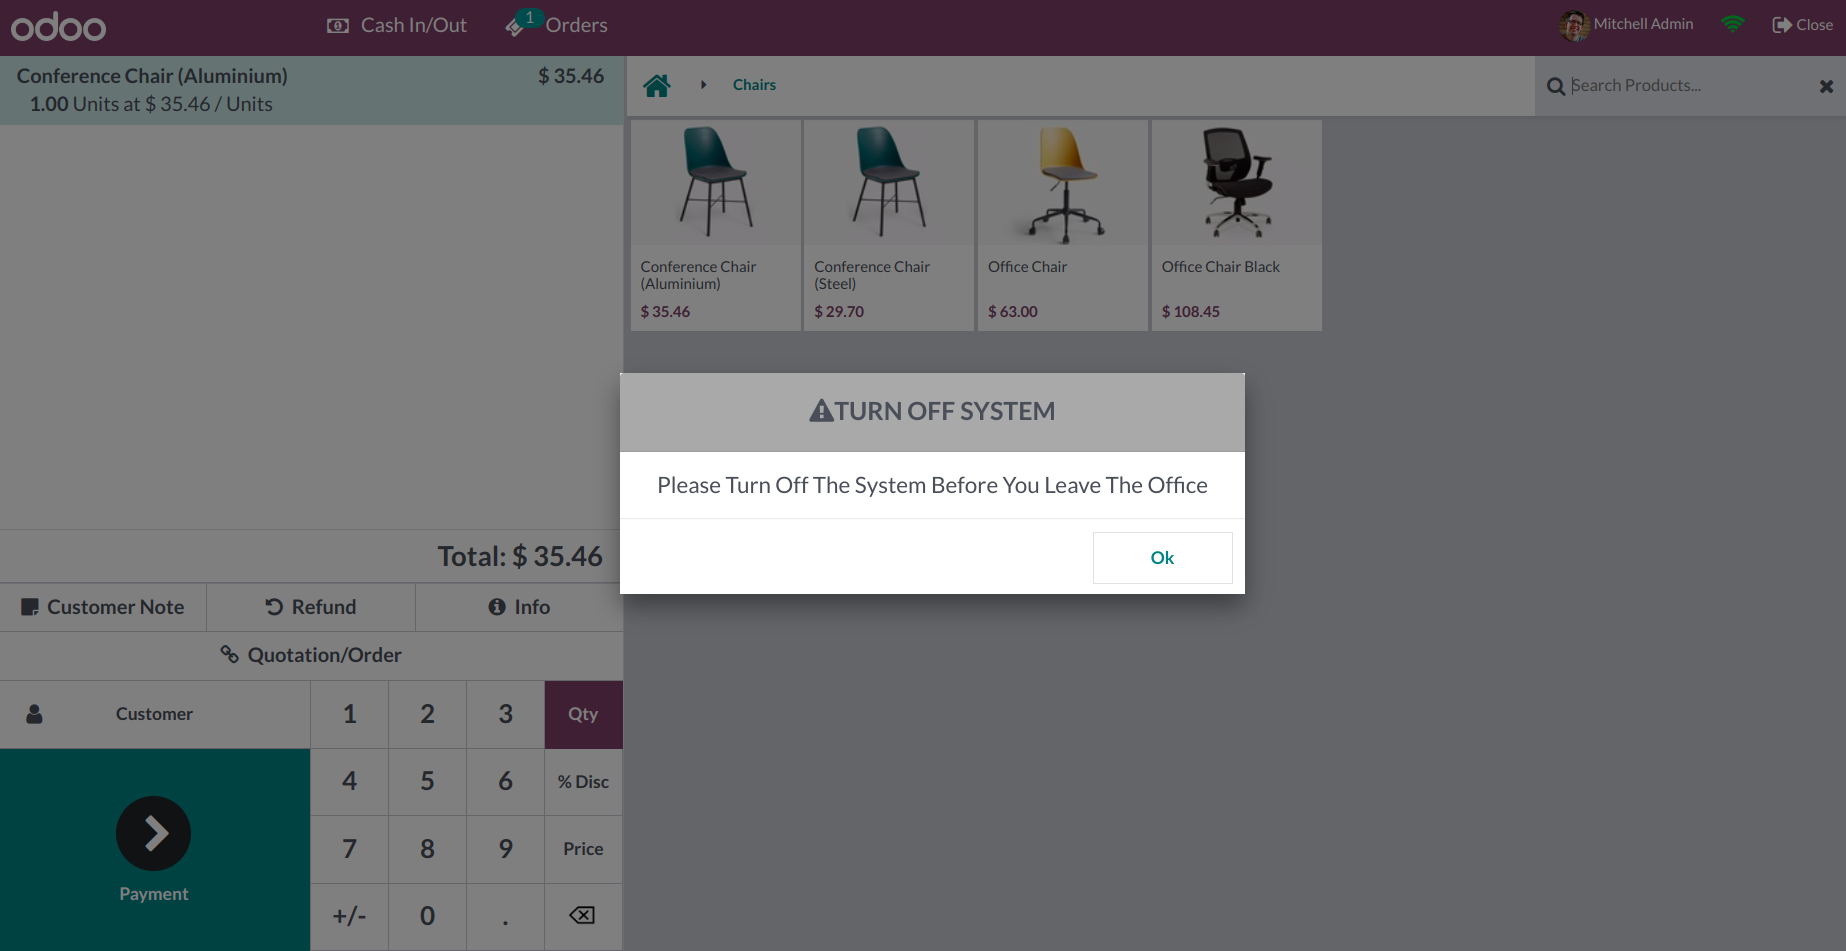 odoo
Cash In/Out
1
Orders
Mitchell Admin
Close
Conference Chair (Aluminium)
$ 35.46
1.00 Units at $ 35.46 / Units
Chairs
Search Products...
Conference Chair
(Aluminium)
$ 35.46
Conference Chair
(Steel)
$ 29.70
Office Chair
$ 63.00
Office Chair Black
$ 108.45
TURN OFF SYSTEM
Please Turn Off The System Before You Leave The Office
Ok
Total: $ 35.46
Customer Note
Refund
Info
Quotation/Order
Customer
1
2
3
Qty
4
5
6
% Disc
7
8
9
Price
Payment
+/-
0
.